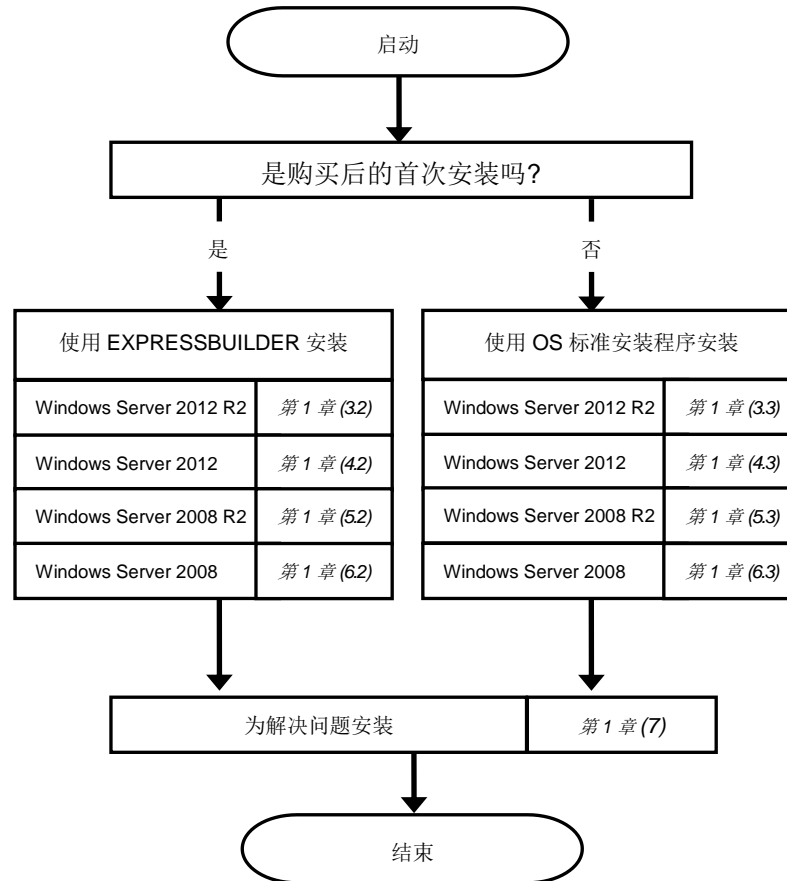 启动
是购买后的首次安装吗?
是
否
使用 EXPRESSBUILDER 安装
Windows Server 2012 R2 第 1 章 (3.2)
Windows Server 2012 第 1 章 (4.2)
Windows Server 2008 R2 第 1 章 (5.2)
Windows Server 2008 第 1 章 (6.2)
使用 OS 标准安装程序安装
Windows Server 2012 R2 第 1 章 (3.3)
Windows Server 2012 第 1 章 (4.3)
Windows Server 2008 R2 第 1 章 (5.3)
Windows Server 2008 第 1 章 (6.3)
为解决问题安装 第 1 章 (7)
结束